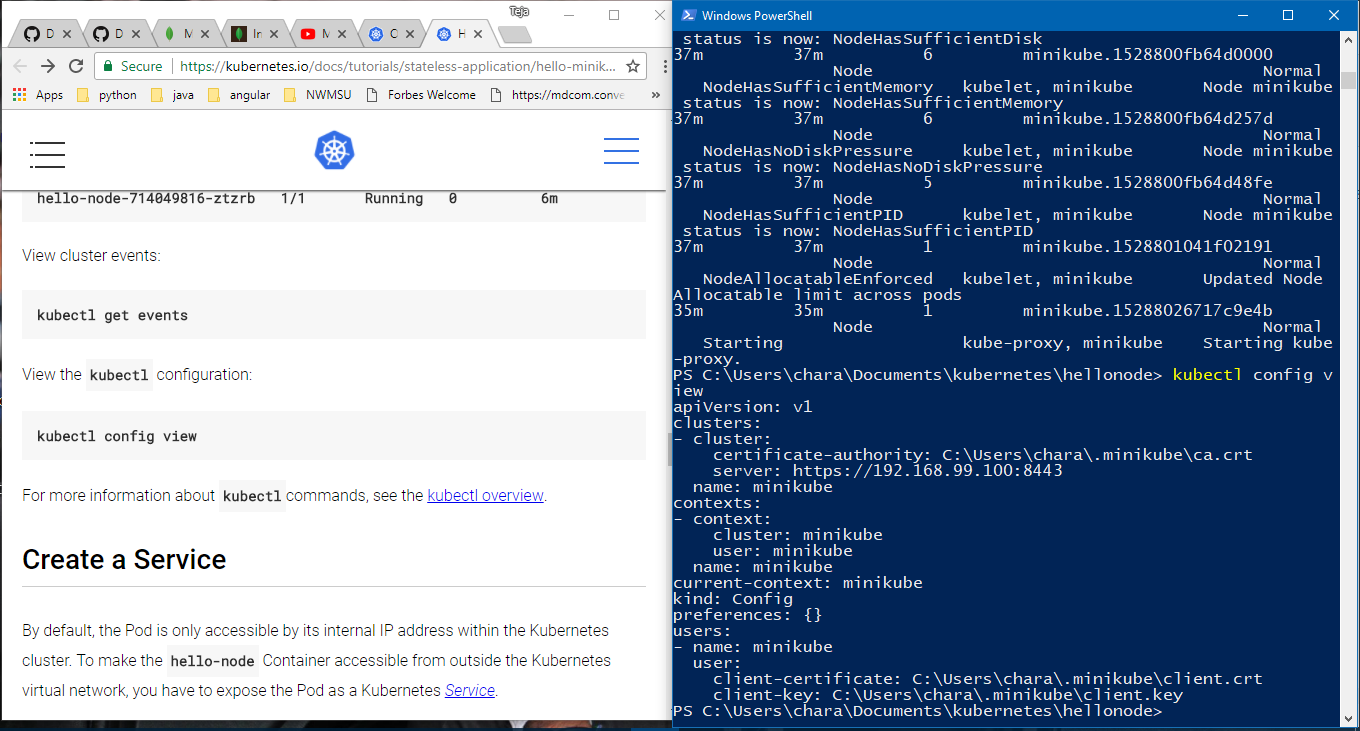 Teja
D
D
M
In
M
C
H
Secure
https://kubernetes.io/docs/tutorials/stateless-application/hello-minik...
Apps
python
java
angular
NWMSU
Forbes Welcome
https://mdcom.conve
»
hello-node-714049816-ztzrb 1/1 Running 0 6m
View cluster events:
kubectl get events
View the kubectl configuration:
kubectl config view
For more information about kubectl commands, see the kubectl overview.
Create a Service
By default, the Pod is only accessible by its internal IP address within the Kubernetes
cluster. To make the hello-node Container accessible from outside the Kubernetes
virtual network, you have to expose the Pod as a Kubernetes Service.
Windows PowerShell
status is now: NodeHasSufficientDisk
37m 37m 6 minikube.1528800fb64d0000
Node Normal
NodeHasSufficientMemory kubelet, minikube Node minikube
status is now: NodeHasSufficientMemory
37m 37m 6 minikube.1528800fb64d257d
Node Normal
NodeHasNoDiskPressure kubelet, minikube Node minikube
status is now: NodeHasNoDiskPressure
37m 37m 5 minikube.1528800fb64d48fe
Node Normal
NodeHasSufficientPID kubelet, minikube Node minikube
status is now: NodeHasSufficientPID
37m 37m 1 minikube.1528801041f02191
Node Normal
NodeAllocatableEnforced kubelet, minikube Updated Node
Allocatable limit across pods
35m 35m 1 minikube.15288026717c9e4b
Node Normal
Starting kube-proxy, minikube Starting kube
-proxy.
PS C:\Users\chara\Documents\kubernetes\hellonode> kubectl config v
iew
apiVersion: v1
clusters:
- cluster:
certificate-authority: C:\Users\chara\.minikube\ca.crt
server: https://192.168.99.100:8443
name: minikube
contexts:
- context:
cluster: minikube
user: minikube
name: minikube
current-context: minikube
kind: Config
preferences: {}
users:
- name: minikube
user:
client-certificate: C:\Users\chara\.minikube\client.crt
client-key: C:\Users\chara\.minikube\client.key
PS C:\Users\chara\Documents\kubernetes\hellonode>